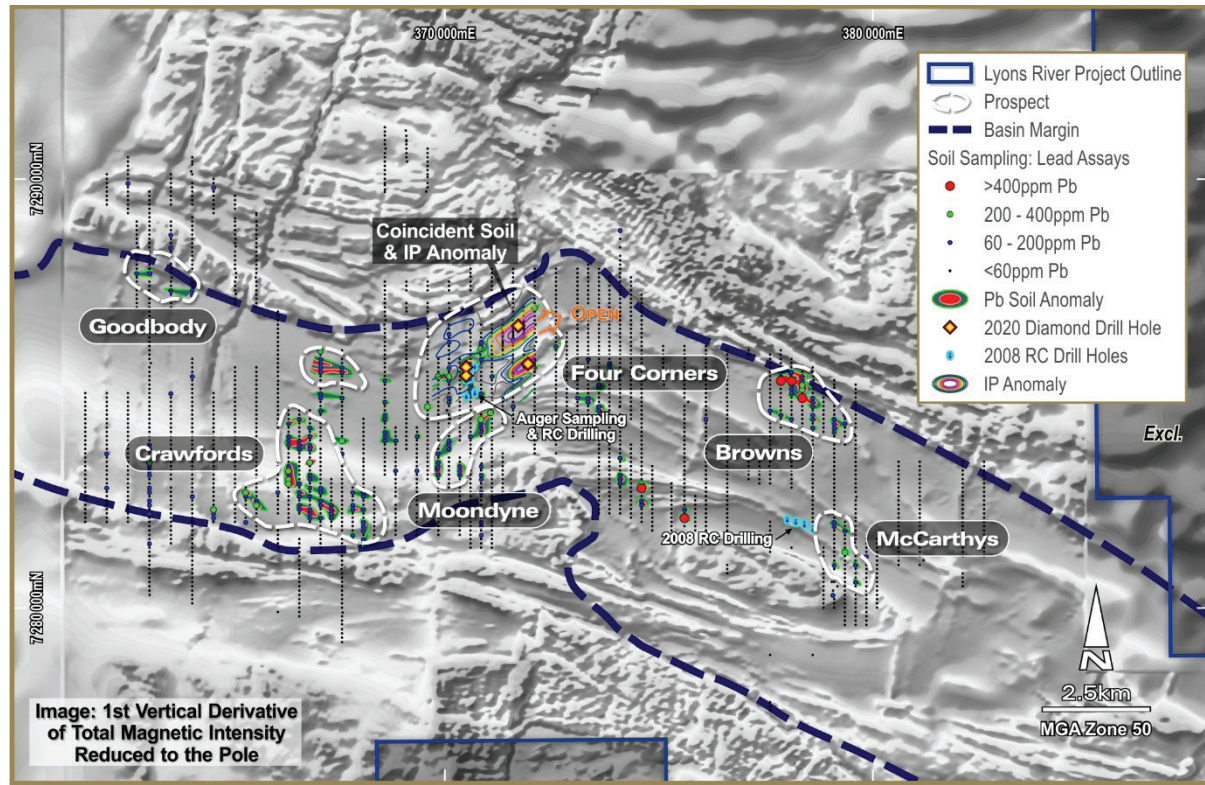 370 000mE
380 000mE
7 290 000mN
7 280 000mN
Lyons River Project Outline
Prospect
Basin Margin
Soil Sampling: Lead Assays
>400ppm Pb
200 - 400ppm Pb
60 - 200ppm Pb
<60ppm Pb
Pb Soil Anomaly
2020 Diamond Drill Hole
2008 RC Drill Holes
IP Anomaly
Coincident Soil
& IP Anomaly
OPEN
Goodbody
Four Corners
Auger Sampling
& RC Drilling
Crawfords
Moondyne
Browns
Excl.
2008 RC Drilling
McCarthys
N
2.5km
MGA Zone 50
Image: 1st Vertical Derivative
of Total Magnetic Intensity
Reduced to the Pole